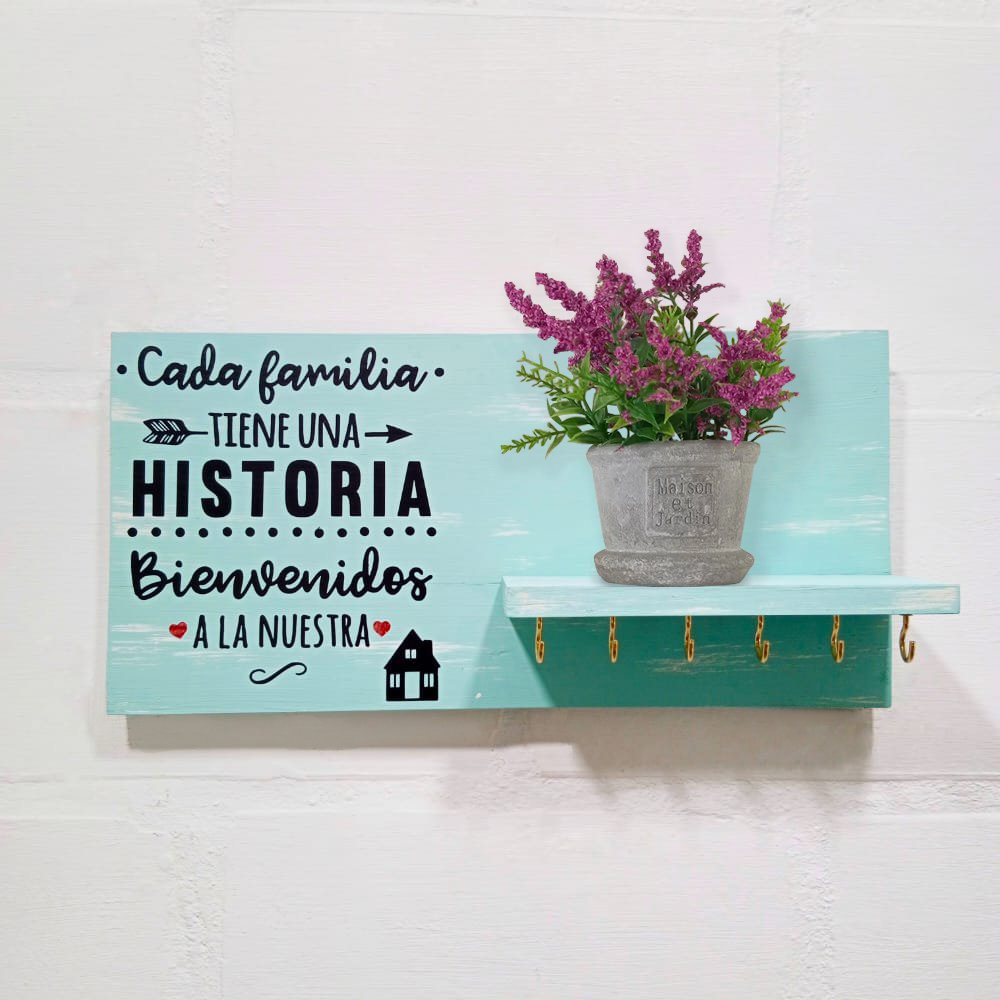 Cada familia
TIENE UNA
HISTORIA
Bienvenidos
A LA NUESTRA
Maison
et
Jardin